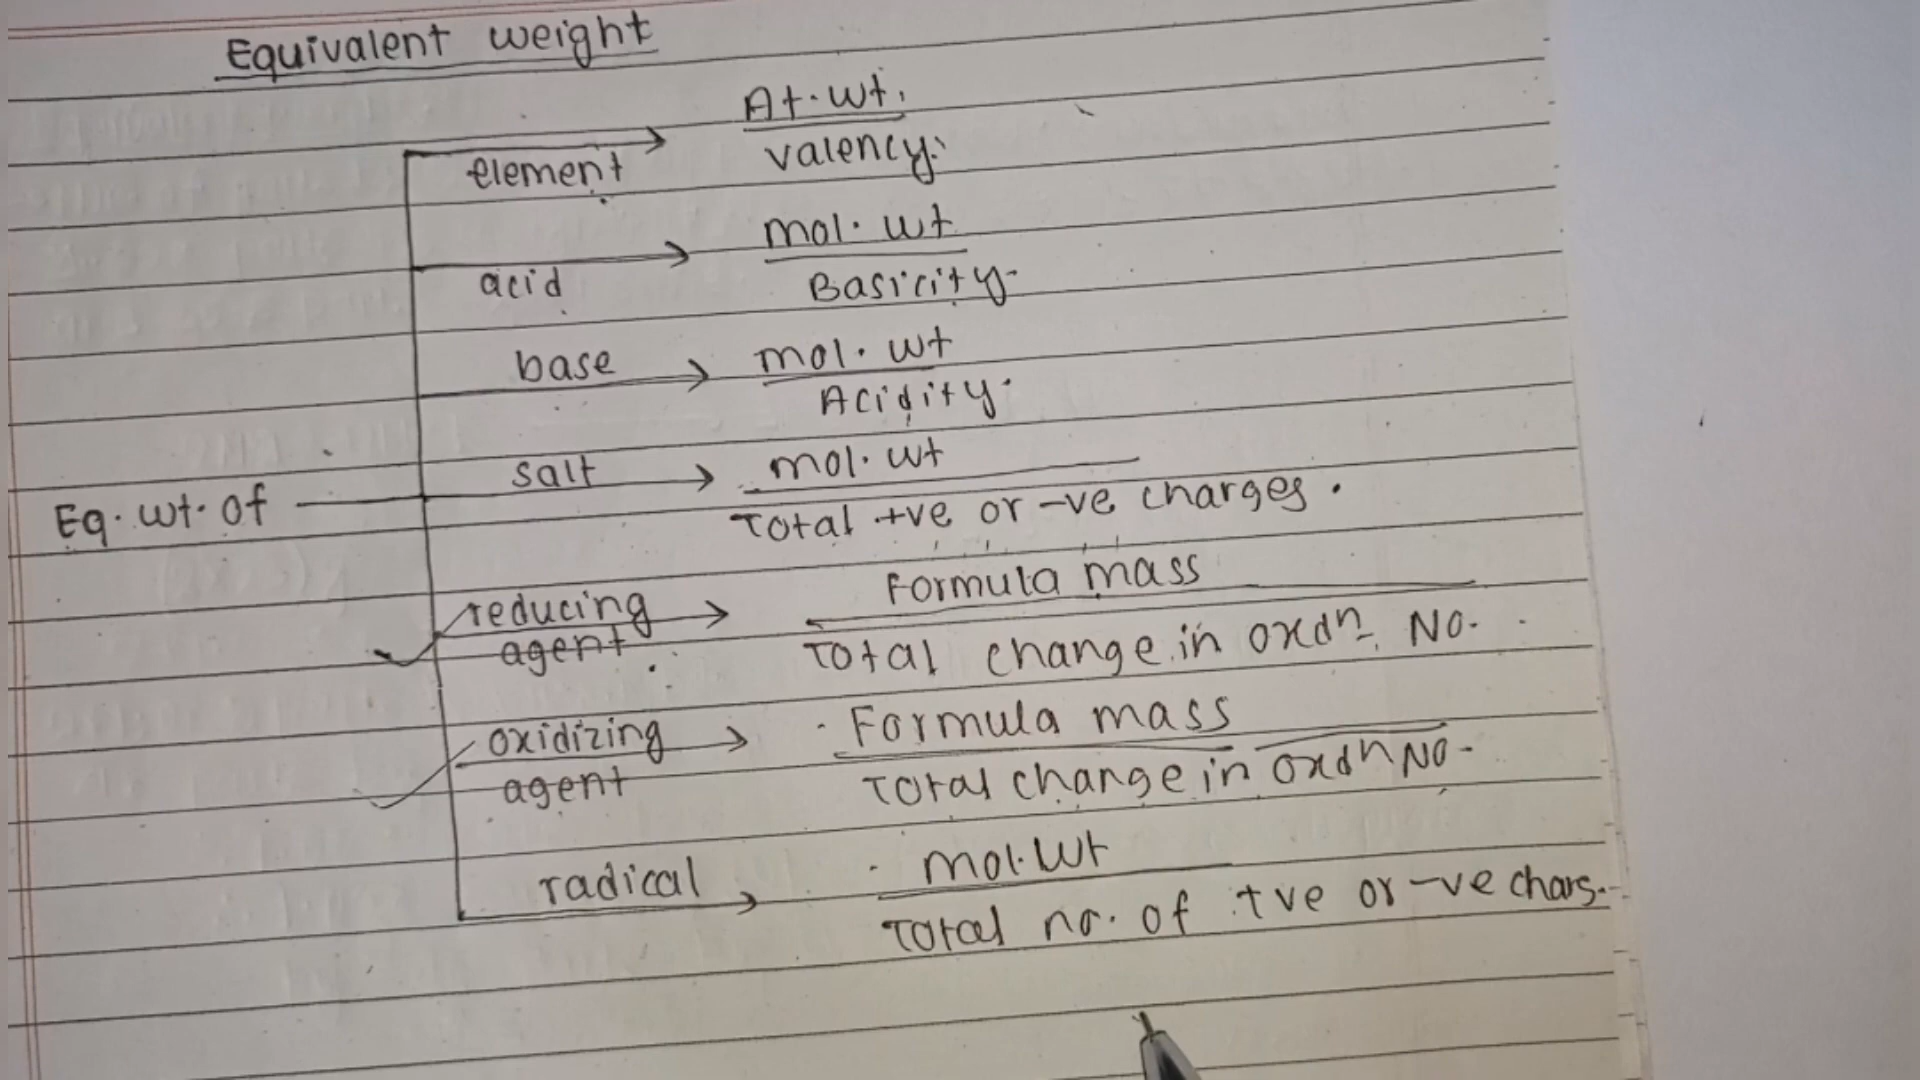 Equivalent weight
At. wt.
element
valency.
mol. wt
acid
Basicity.
base
mol. wt
Acidity.
salt
mol. wt
Eq. wt. of
Total +ve or -ve charges.
Formula mass
reducing
agent
Total change in oxdn No.
oxidizing
Formula mass
agent
Total change in oxdn No.
mol. wt
radical
Total no. of +ve or -ve chars.